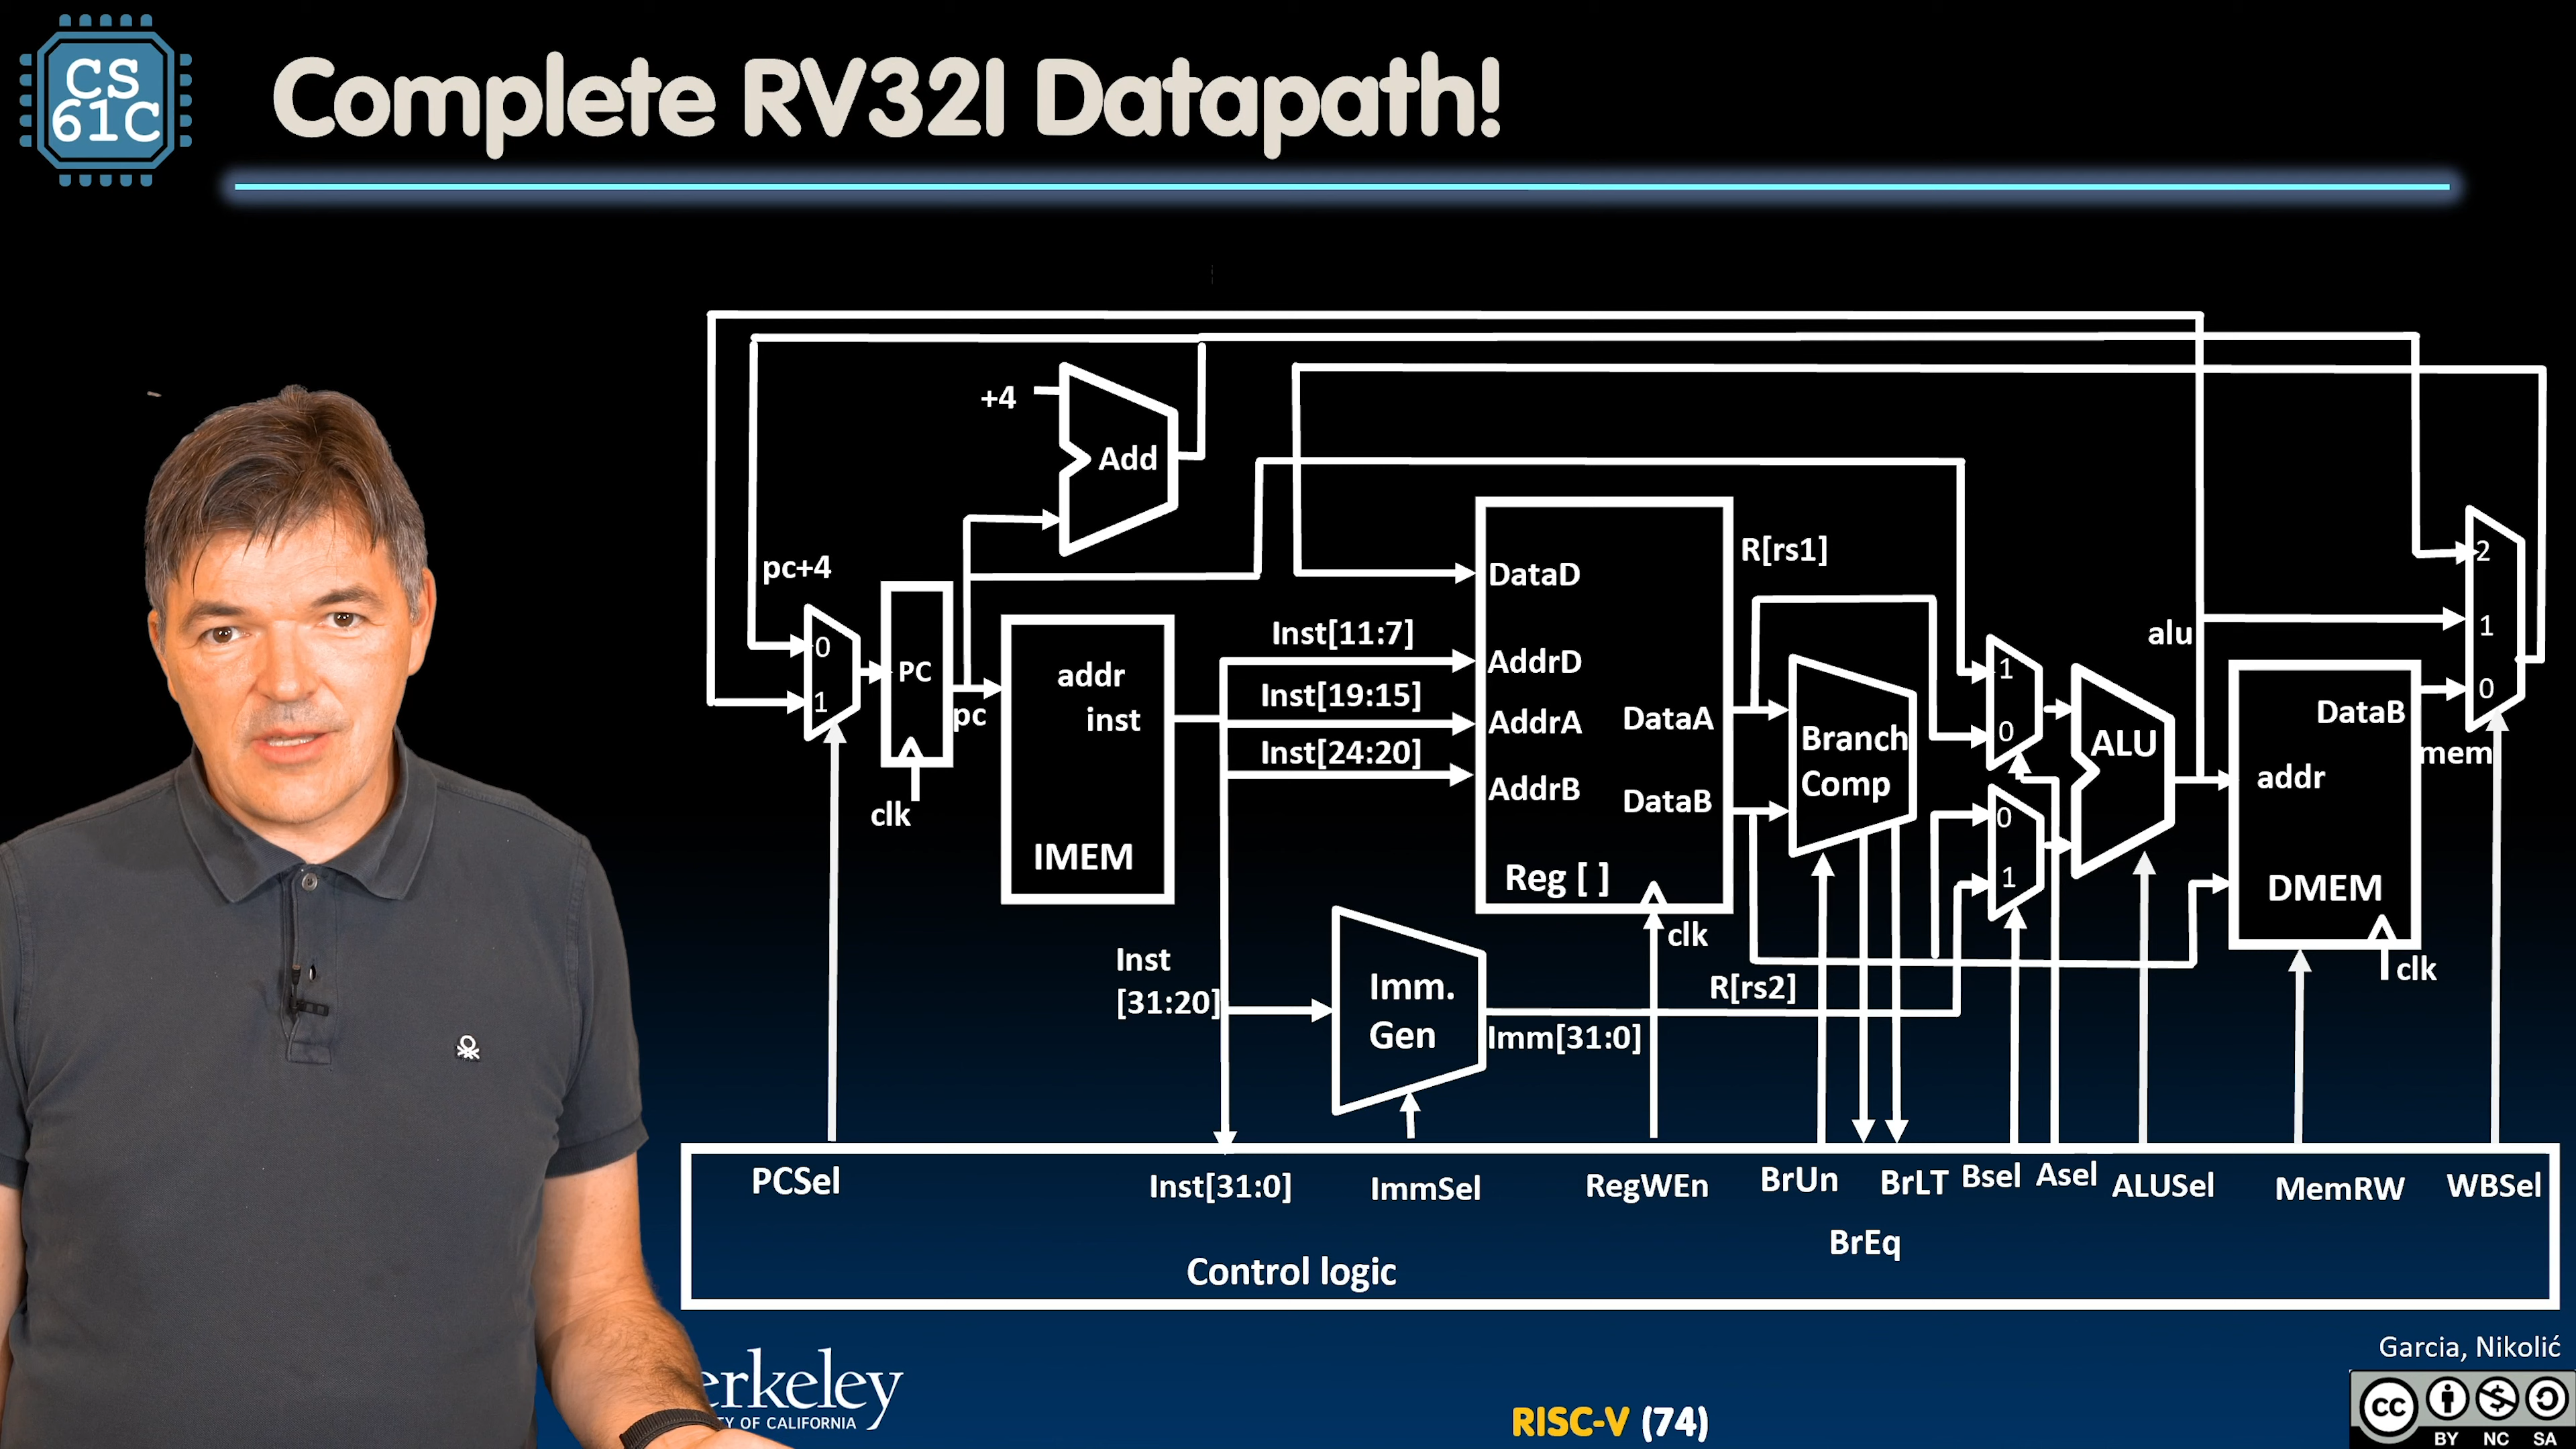 CS
61C
Complete RV32I Datapath!
+4
Add
pc+4
0
1
PC
pc
clk
addr
inst
IMEM
Inst[11:7]
Inst[19:15]
Inst[24:20]
Inst
[31:20]
DataD
AddrD
AddrA
AddrB
DataA
DataB
Reg [ ]
clk
R[rs1]
R[rs2]
Imm.
Gen
Imm[31:0]
Branch
Comp
1
0
0
1
ALU
alu
addr
DataB
DMEM
clk
mem
2
1
0
PCSel
Inst[31:0]
ImmSel
RegWEn
BrUn
BrEq
BrLT
Bsel
Asel
ALUSel
MemRW
WBSel
Control logic
RISC-V (74)
Garcia, Nikolić
cc
BY NC SA
OF CALIFORNIA